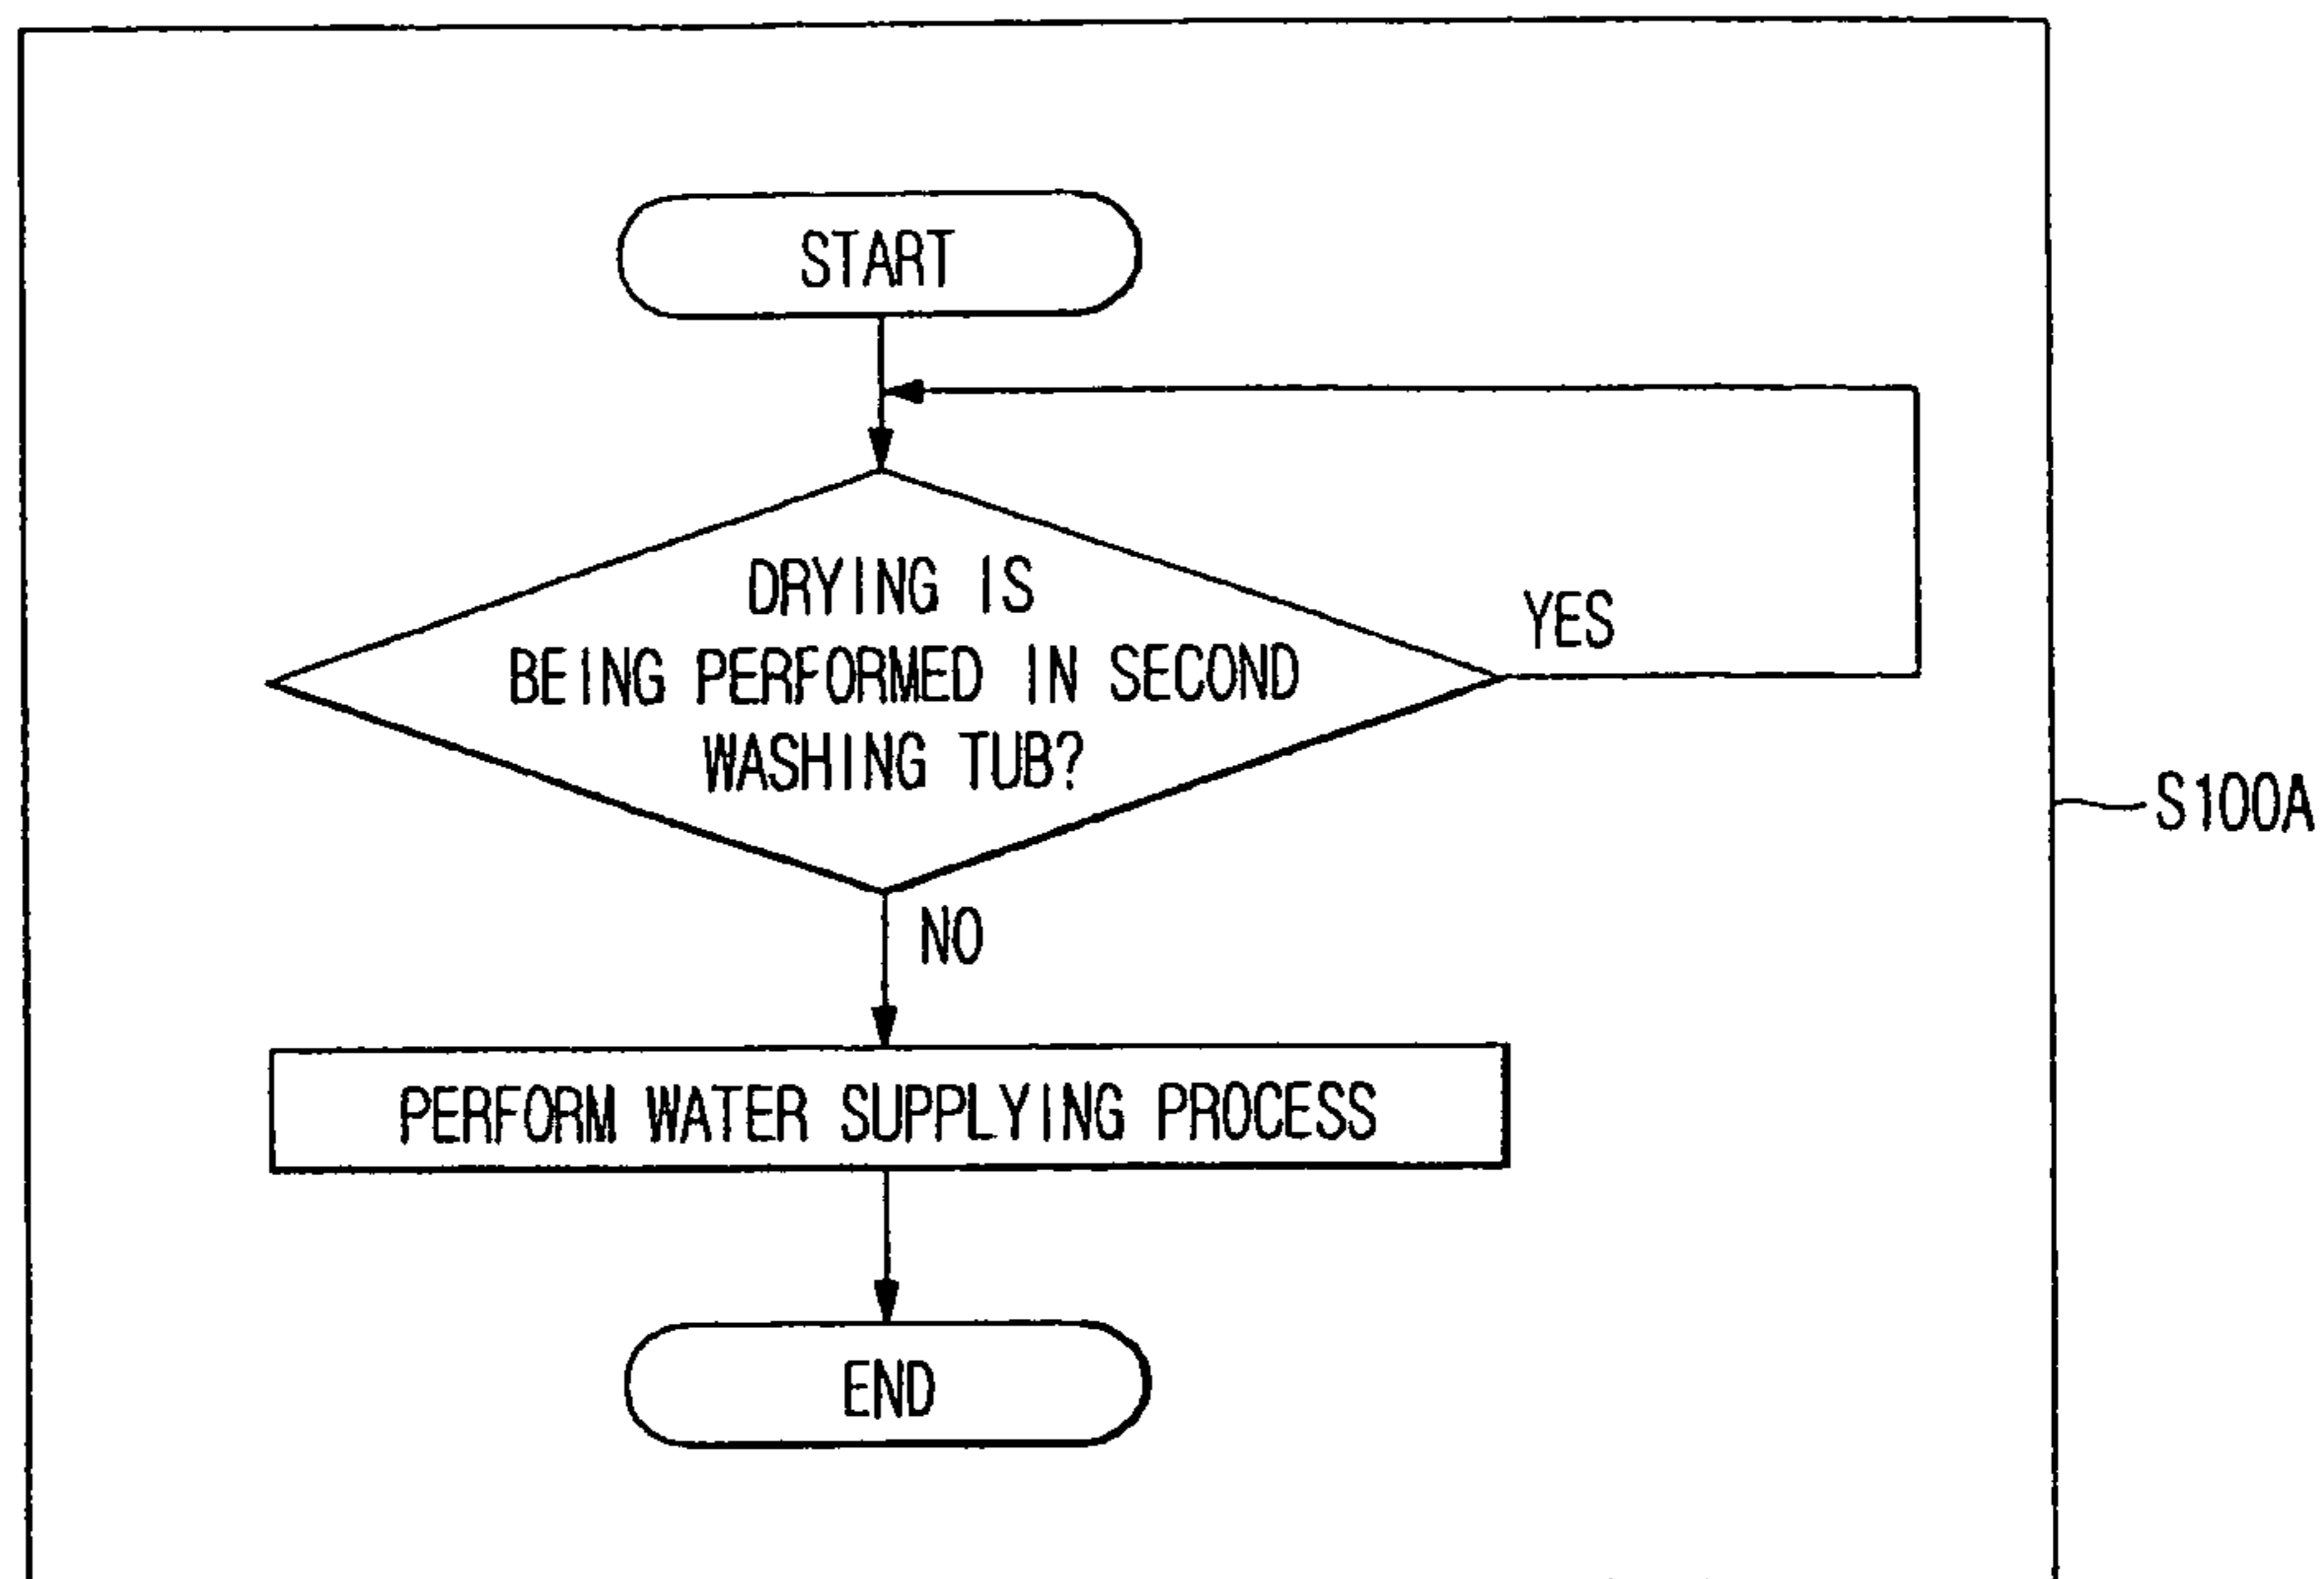 START
DRYING IS
BEING PERFORMED IN SECOND
WASHING TUB?
YES
S100A
NO
PERFORM WATER SUPPLYING PROCESS
END